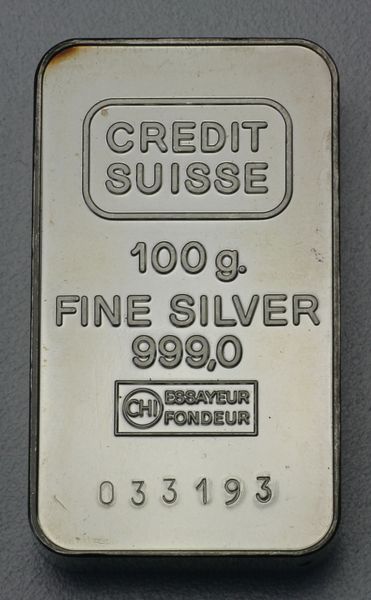 CREDIT
SUISSE
100 g.
FINE SILVER
999,0
CHI ESSAYEUR
FONDEUR
033193